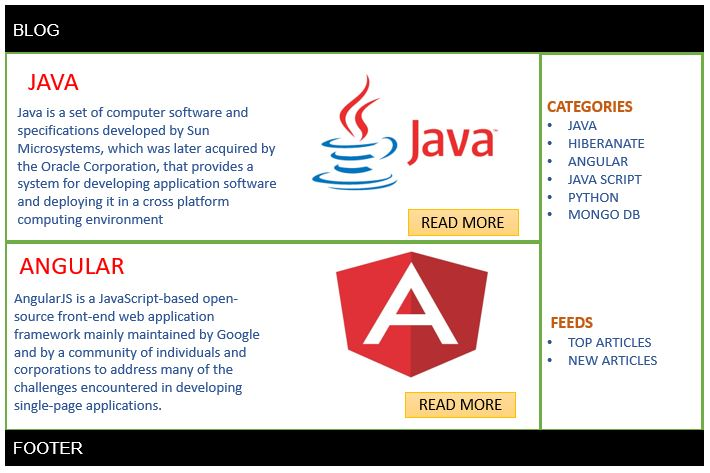 BLOG
JAVA
Java is a set of computer software and
specifications developed by Sun
Microsystems, which was later acquired by
the Oracle Corporation, that provides a
system for developing application software
and deploying it in a cross platform
computing environment
Java™
READ MORE
ANGULAR
AngularJS is a JavaScript-based open-
source front-end web application
framework mainly maintained by Google
and by a community of individuals and
corporations to address many of the
challenges encountered in developing
single-page applications.
A
READ MORE
CATEGORIES
• JAVA
• HIBERANATE
• ANGULAR
• JAVA SCRIPT
• PYTHON
• MONGO DB
FEEDS
• TOP ARTICLES
• NEW ARTICLES
FOOTER